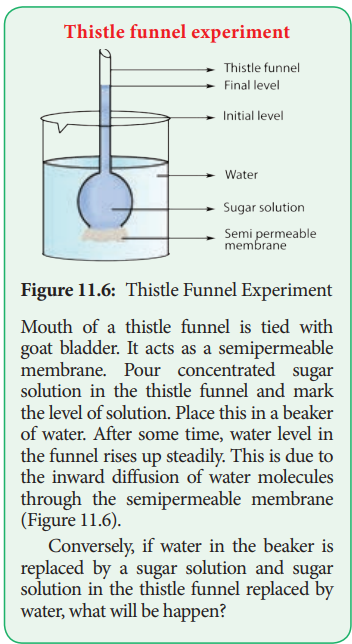 Thistle funnel experiment
Thistle funnel
Final level
Initial level
Water
Sugar solution
Semi permeable
membrane
Figure 11.6: Thistle Funnel Experiment
Mouth of a thistle funnel is tied with
goat bladder. It acts as a semipermeable
membrane. Pour concentrated sugar
solution in the thistle funnel and mark
the level of solution. Place this in a beaker
of water. After some time, water level in
the funnel rises up steadily. This is due to
the inward diffusion of water molecules
through the semipermeable membrane
(Figure 11.6).
Conversely, if water in the beaker is
replaced by a sugar solution and sugar
solution in the thistle funnel replaced by
water, what will be happen?